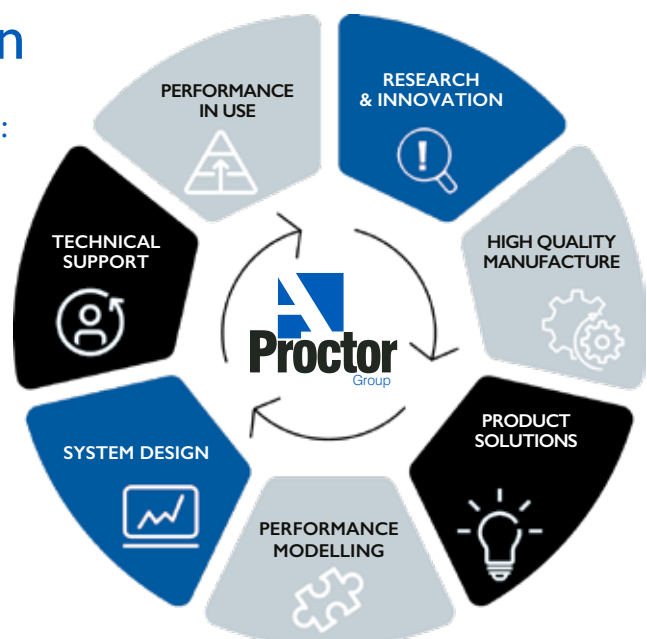 n
:
PERFORMANCE
IN USE
RESEARCH
& INNOVATION
HIGH QUALITY
MANUFACTURE
PRODUCT
SOLUTIONS
PERFORMANCE
MODELLING
SYSTEM DESIGN
TECHNICAL
SUPPORT
A
Proctor
Group